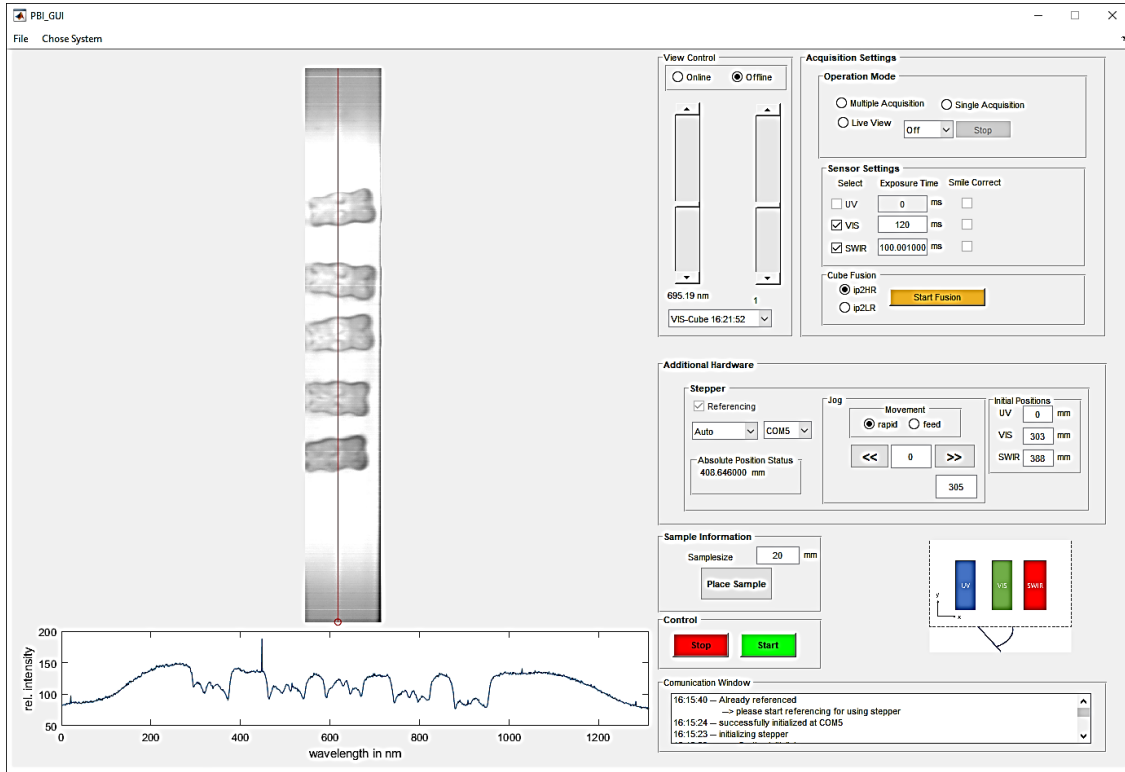 PBI_GUI
File Chose System
View Control
Online Offline
695.19 nm
1
VIS-Cube 16:21:52
Acquisition Settings
Operation Mode
Multiple Acquisition Single Acquisition
Live View Off Stop
Sensor Settings
Select Exposure Time Smile Correct
UV 0 ms
VIS 120 ms
SWIR 100.001000 ms
Cube Fusion
ip2HR
ip2LR
Start Fusion
Additional Hardware
Stepper
Referencing
Auto COM5
Absolute Position Status
408.646000 mm
Jog
Movement
rapid feed
<< 0 >>
305
Initial Positions
UV 0 mm
VIS 303 mm
SWIR 388 mm
Sample Information
Samplesize 20 mm
Place Sample
UV VIS SWIR
y
x
Control
Stop Start
Comunication Window
16:15:40 -- Already referenced
--> please start referencing for using stepper
16:15:24 -- successfully initialized at COM5
16:15:23 -- initializing stepper
200
150
100
50
rel. intensity
0 200 400 600 800 1000 1200
wavelength in nm